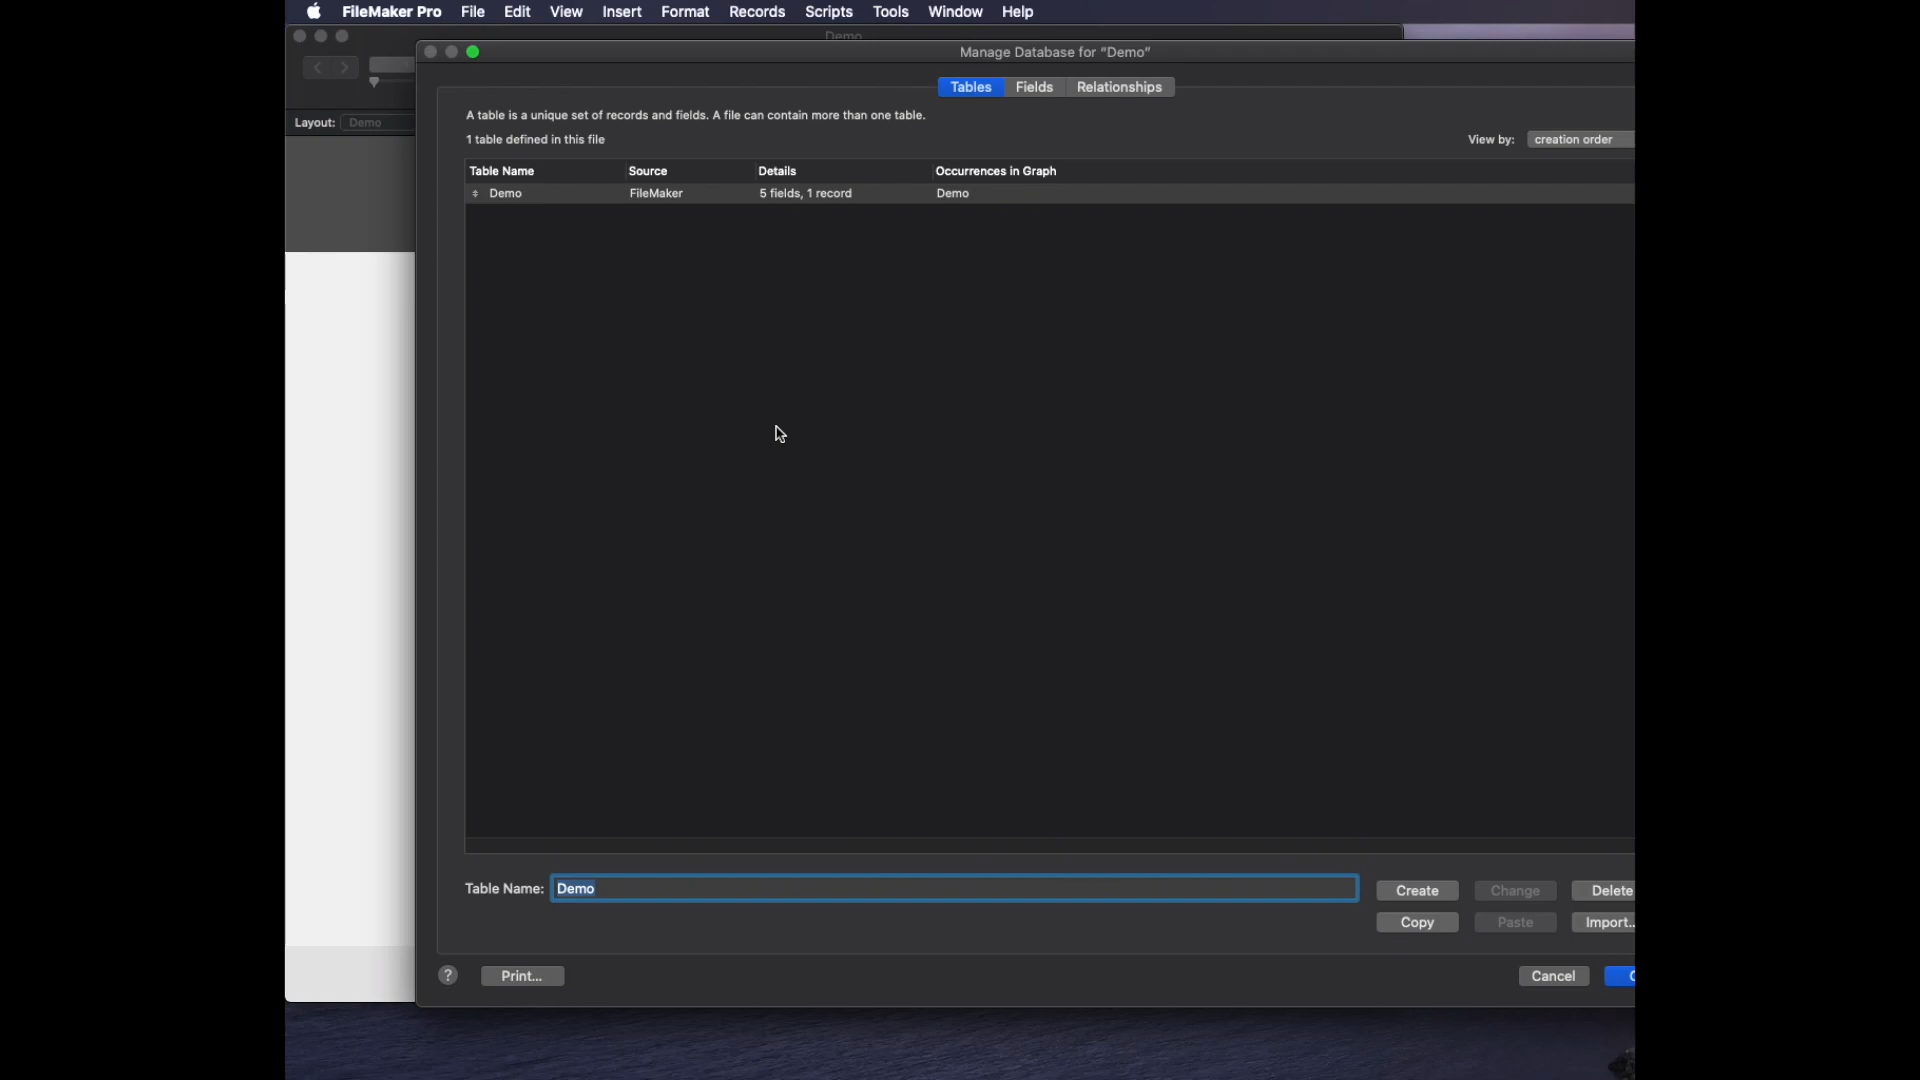 FileMaker Pro File Edit View Insert Format Records Scripts Tools Window Help
Demo
Manage Database for “Demo”
Tables Fields Relationships
Layout: Demo
A table is a unique set of records and fields. A file can contain more than one table.
1 table defined in this file
View by: creation order
Table Name Source Details Occurrences in Graph
Demo FileMaker 5 fields, 1 record Demo
Table Name: Demo
Create Change Delete
Copy Paste Import...
? Print... Cancel